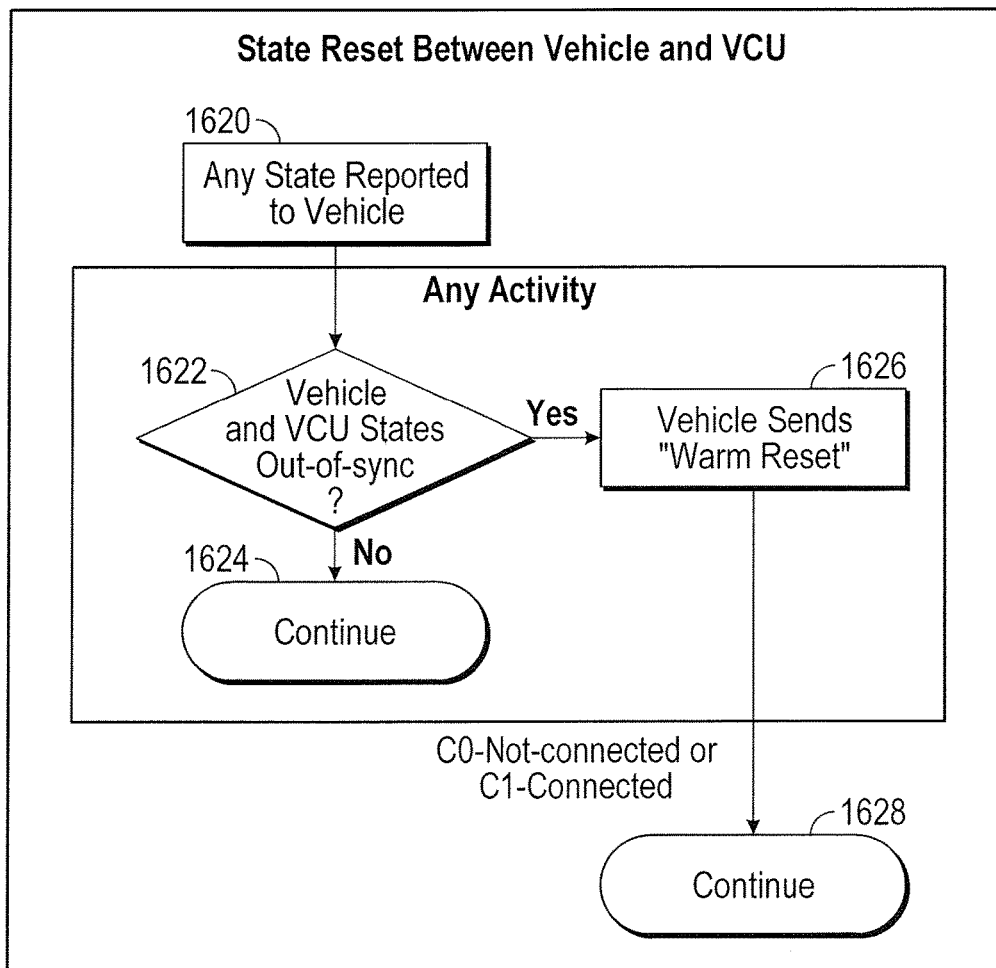 State Reset Between Vehicle and VCU
1620
Any State Reported
to Vehicle
Any Activity
1622
Vehicle
and VCU States
Out-of-sync
?
Yes
1626
Vehicle Sends
"Warm Reset"
No
1624
Continue
C0-Not-connected or
C1-Connected
1628
Continue